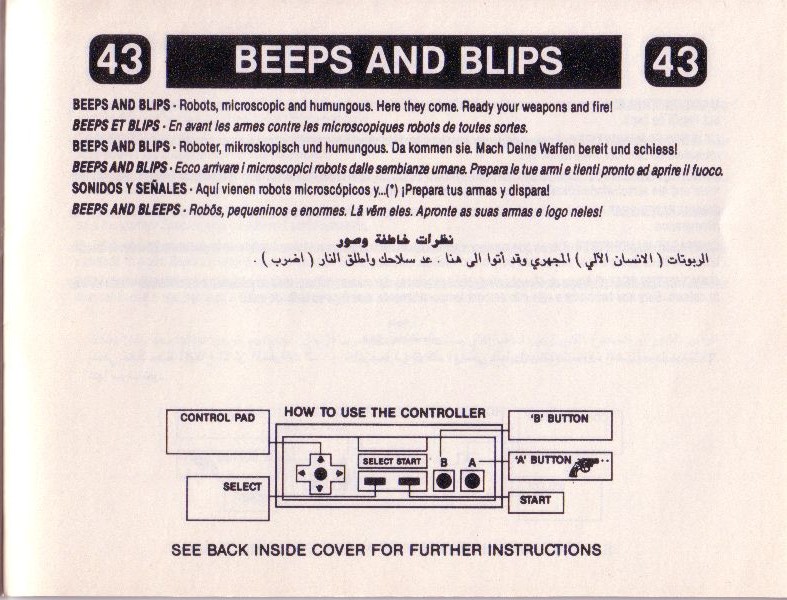 43 BEEPS AND BLIPS 43
BEEPS AND BLIPS - Robots, microscopic and humungous. Here they come. Ready your weapons and fire!
BEEPS ET BLIPS - En avant les armes contre les microscopiques robots de toutes sortes.
BEEPS AND BLIPS - Roboter, mikroskopisch und humungous. Da kommen sie. Mach Deine Waffen bereit und schiess!
BEEPS AND BLIPS - Ecco arrivare i microscopici robots dalle sembianze umane. Prepara le tue armi e tienti pronto ad aprire il fuoco.
SONIDOS Y SEÑALES - Aquí vienen robots microscópicos y...(*) ¡Prepara tus armas y dispara!
BEEPS AND BLEEPS - Robõs, pequeninos e enormes. Lã vêm eles. Apronte as suas armas e fogo neles!
نظرات خاطفة وصور
الربوتات ( الانسان الآلي ) المجهري وقد أتوا الى هنا . عد سلاحك واطلق النار ( اضرب ) .
HOW TO USE THE CONTROLLER
CONTROL PAD
'B' BUTTON
SELECT START
B A
'A' BUTTON
SELECT
START
SEE BACK INSIDE COVER FOR FURTHER INSTRUCTIONS